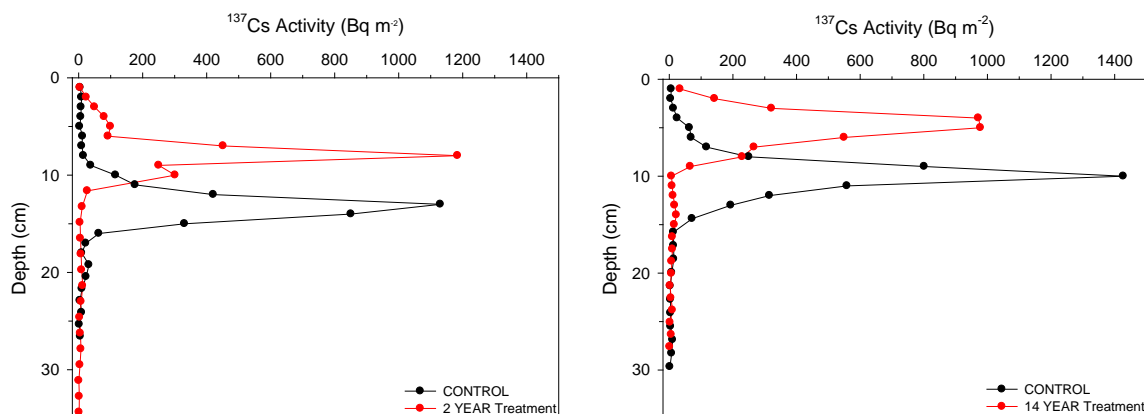 ¹³⁷Cs Activity (Bq m⁻²)
0 200 400 600 800 1000 1200 1400
0
10
20
30
Depth (cm)
CONTROL
2 YEAR Treatment
¹³⁷Cs Activity (Bq m⁻²)
0 200 400 600 800 1000 1200 1400
0
10
20
30
Depth (cm)
CONTROL
14 YEAR Treatment